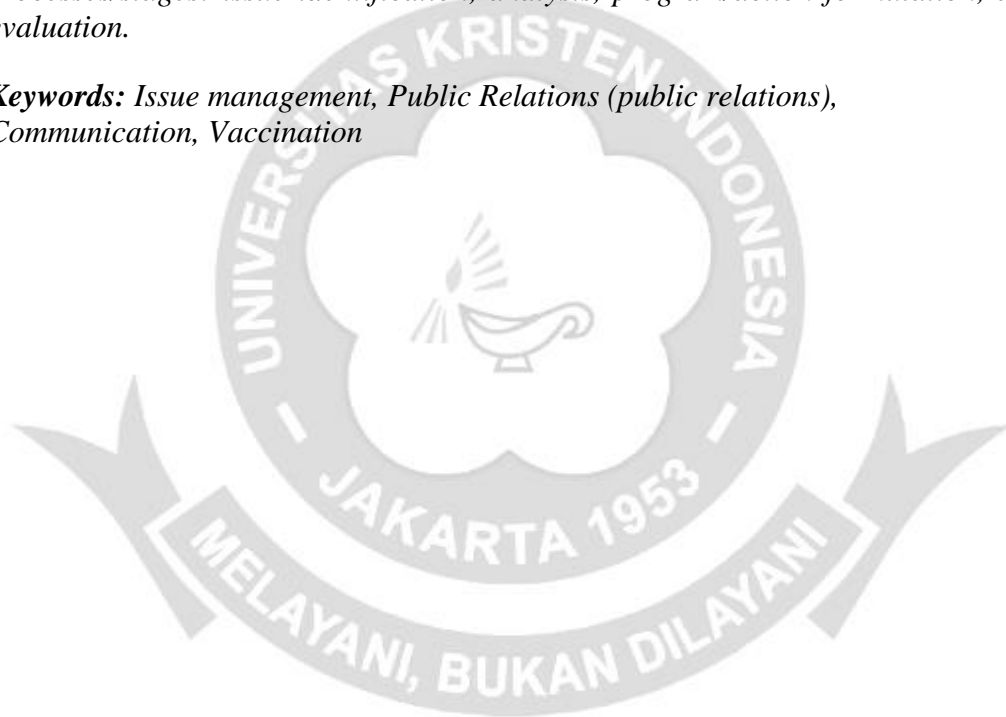 evaluation.
Keywords: Issue management, Public Relations (public relations),
Communication, Vaccination
UNIVERSITAS KRISTEN INDONESIA
JAKARTA 1953
MELAYANI, BUKAN DILAYANI